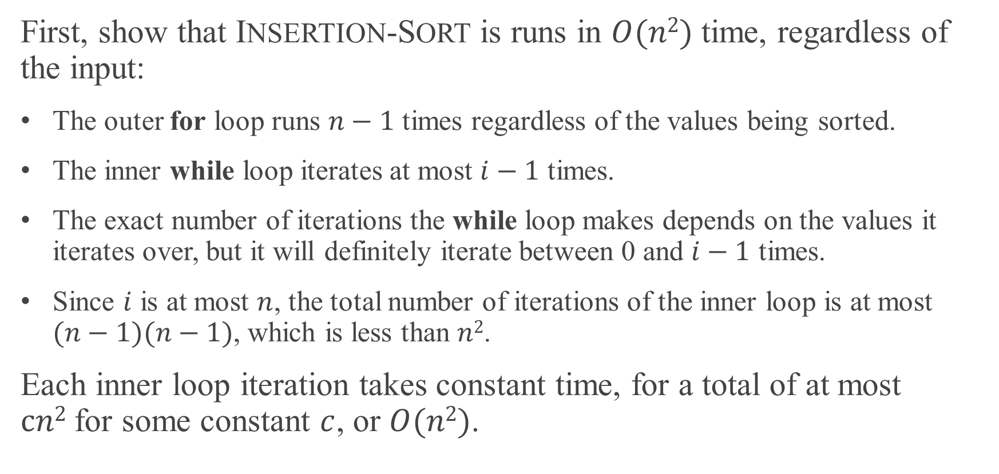 First, show that INSERTION-SORT is runs in O(n²) time, regardless of
the input:
• The outer for loop runs n − 1 times regardless of the values being sorted.
• The inner while loop iterates at most i − 1 times.
• The exact number of iterations the while loop makes depends on the values it
iterates over, but it will definitely iterate between 0 and i − 1 times.
• Since i is at most n, the total number of iterations of the inner loop is at most
(n − 1)(n − 1), which is less than n².
Each inner loop iteration takes constant time, for a total of at most
cn² for some constant c, or O(n²).